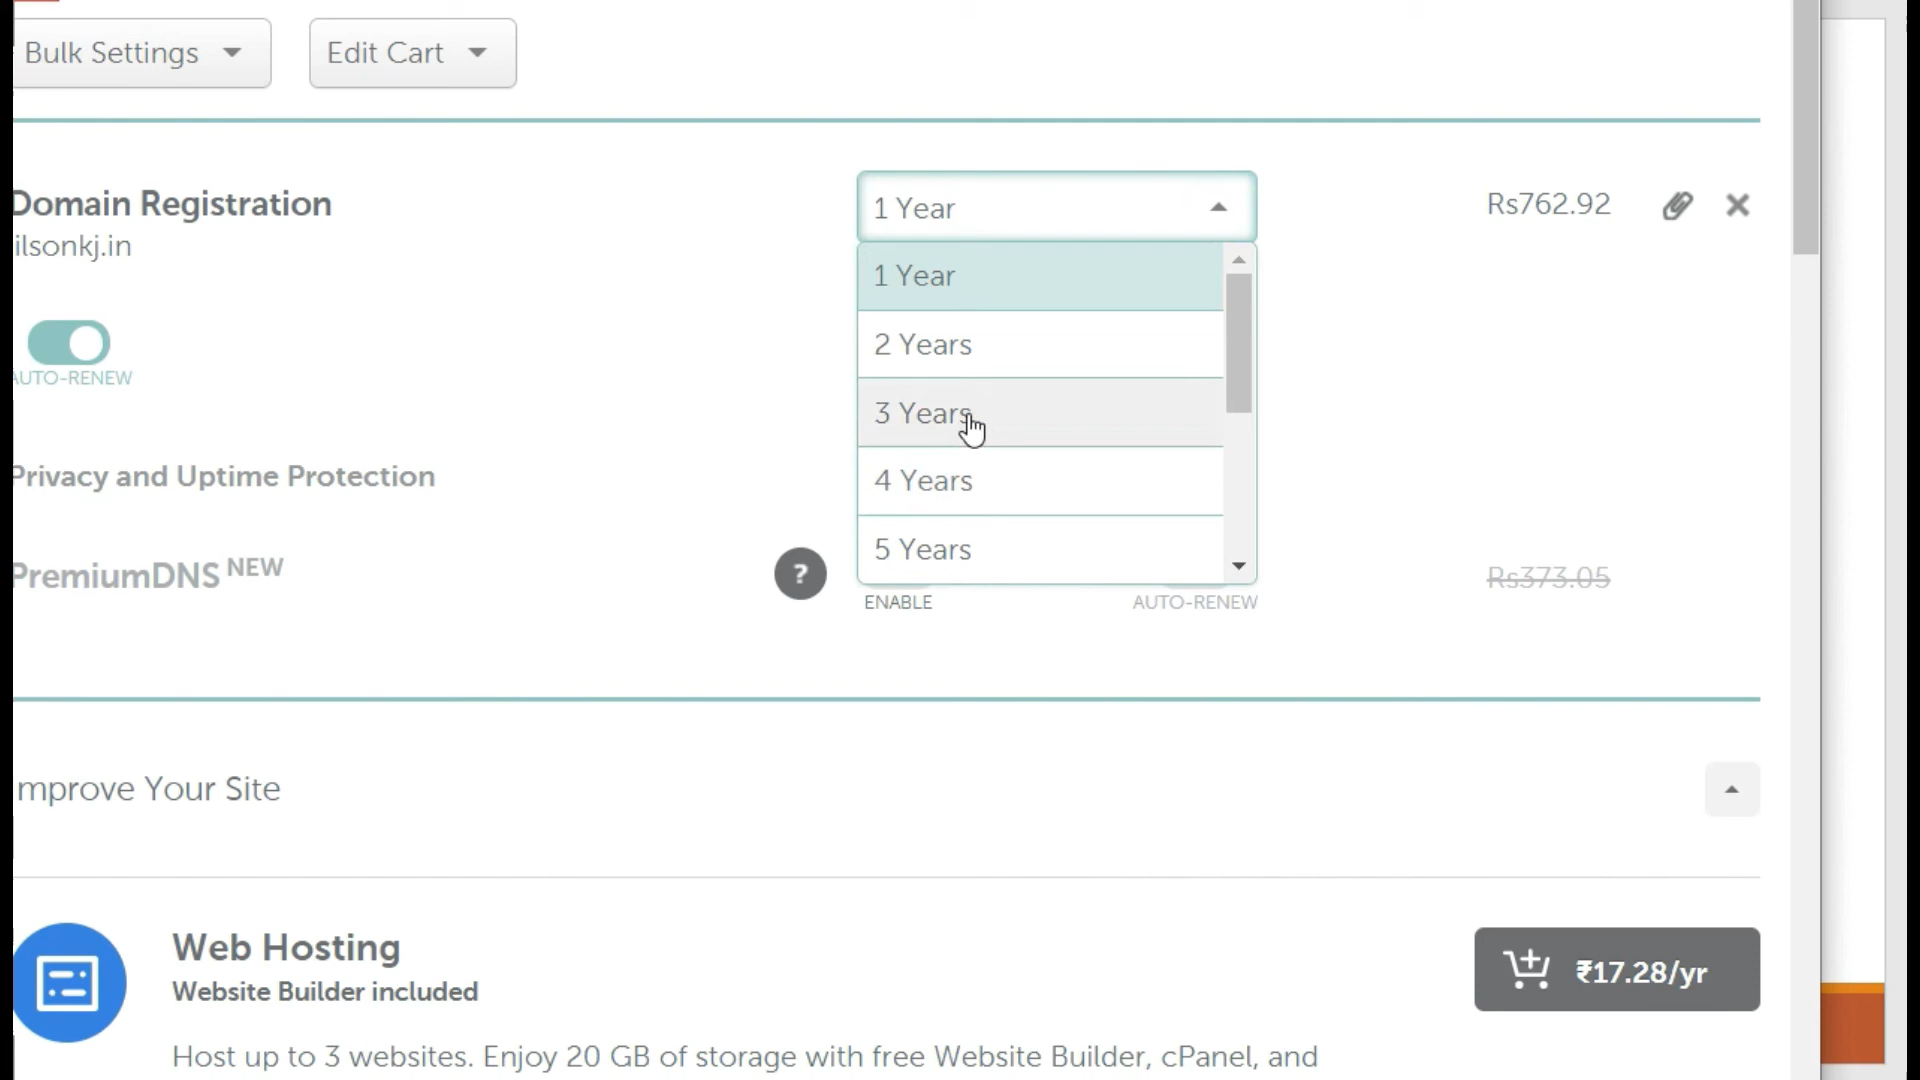 Bulk Settings
Edit Cart
Domain Registration
ilsonkj.in
1 Year
Rs762.92
1 Year
2 Years
3 Years
4 Years
5 Years
AUTO-RENEW
Privacy and Uptime Protection
PremiumDNS NEW
?
ENABLE
AUTO-RENEW
Rs373.05
mprove Your Site
Web Hosting
Website Builder included
₹17.28/yr
Host up to 3 websites. Enjoy 20 GB of storage with free Website Builder, cPanel, and